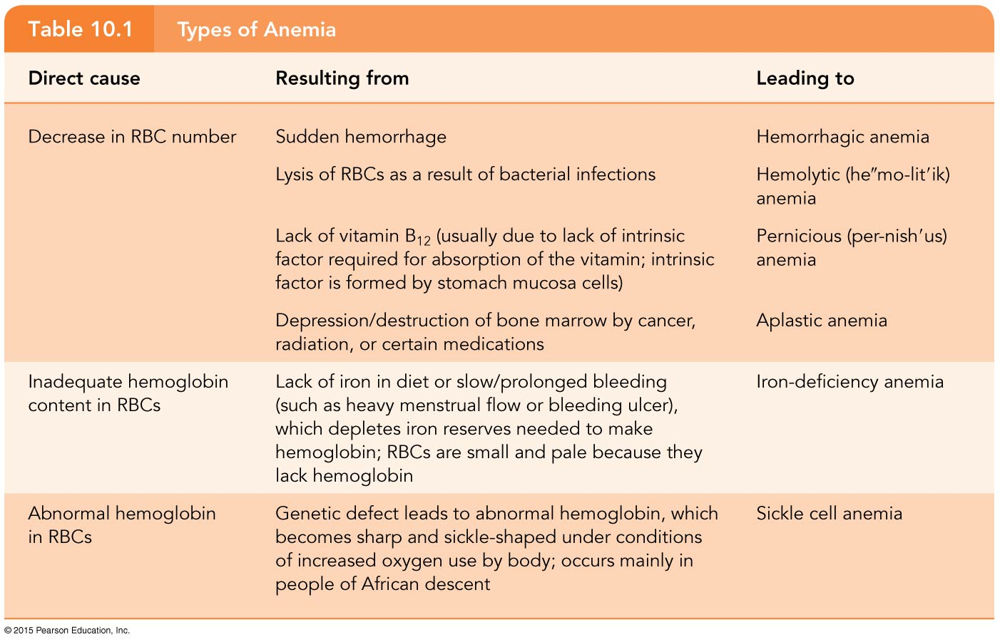 Table 10.1 Types of Anemia
Direct cause Resulting from Leading to
Decrease in RBC number Sudden hemorrhage Hemorrhagic anemia
Lysis of RBCs as a result of bacterial infections Hemolytic (he″mo-lit′ik)
anemia
Lack of vitamin B₁₂ (usually due to lack of intrinsic Pernicious (per-nish′us)
factor required for absorption of the vitamin; intrinsic anemia
factor is formed by stomach mucosa cells)
Depression/destruction of bone marrow by cancer, Aplastic anemia
radiation, or certain medications
Inadequate hemoglobin Lack of iron in diet or slow/prolonged bleeding Iron-deficiency anemia
content in RBCs (such as heavy menstrual flow or bleeding ulcer),
which depletes iron reserves needed to make
hemoglobin; RBCs are small and pale because they
lack hemoglobin
Abnormal hemoglobin Genetic defect leads to abnormal hemoglobin, which Sickle cell anemia
in RBCs becomes sharp and sickle-shaped under conditions
of increased oxygen use by body; occurs mainly in
people of African descent
© 2015 Pearson Education, Inc.